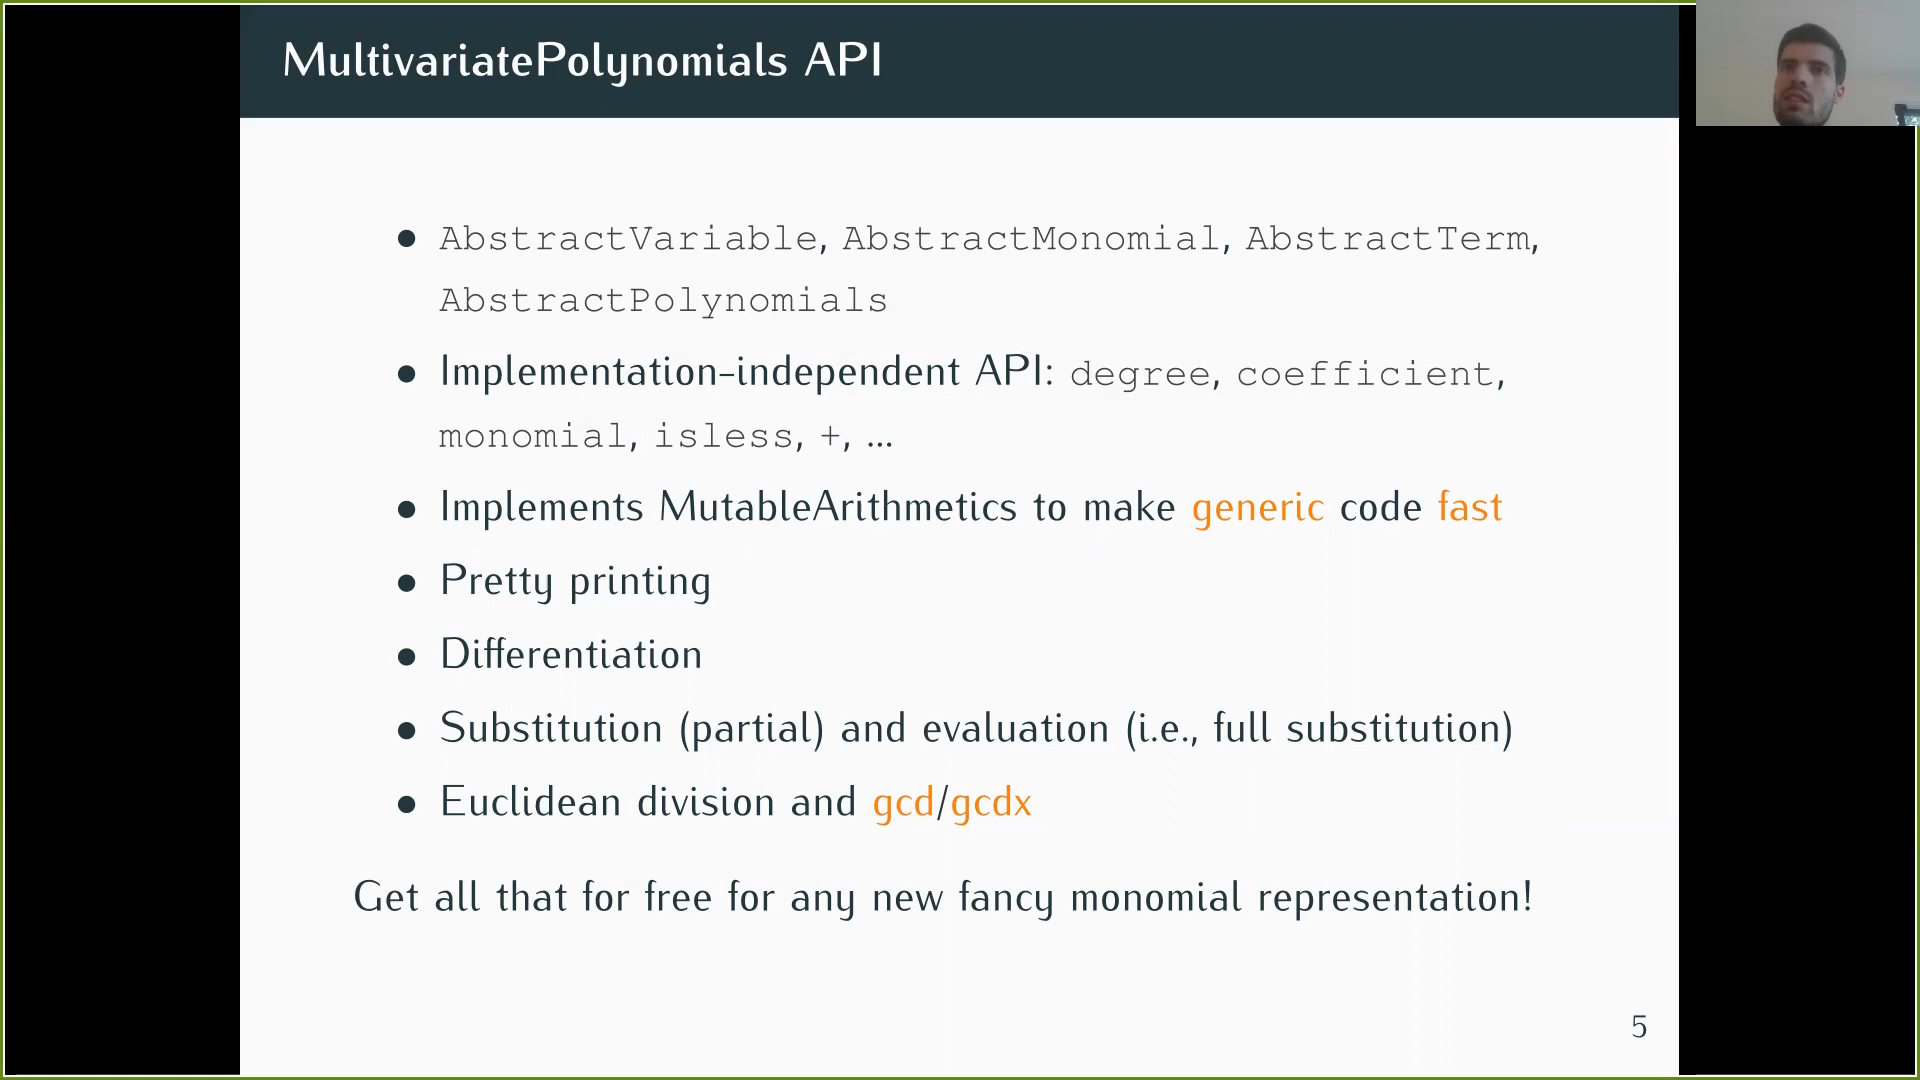 MultivariatePolynomials API
• AbstractVariable, AbstractMonomial, AbstractTerm,
AbstractPolynomials
• Implementation-independent API: degree, coefficient,
monomial, isless, +, ...
• Implements MutableArithmetics to make generic code fast
• Pretty printing
• Differentiation
• Substitution (partial) and evaluation (i.e., full substitution)
• Euclidean division and gcd/gcdx
Get all that for free for any new fancy monomial representation!
5